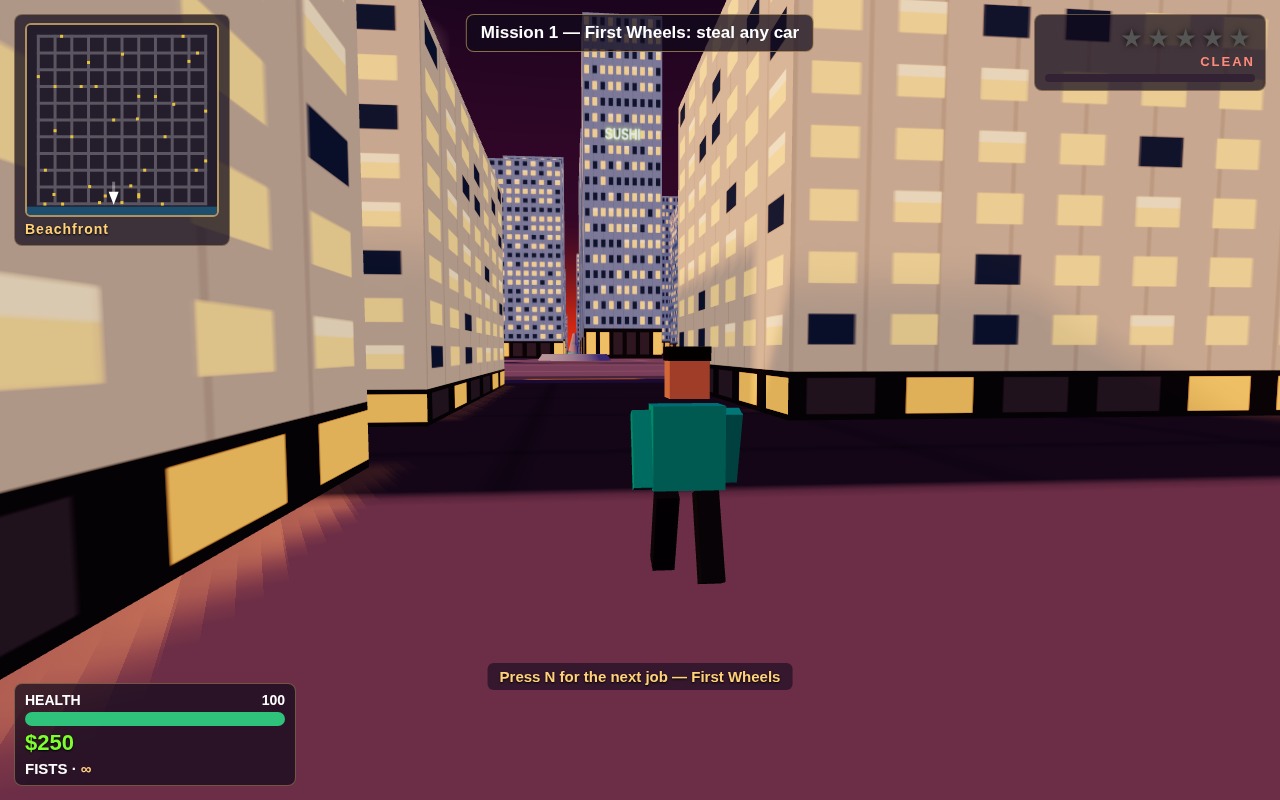 Mission 1 — First Wheels: steal any car
★★★★★
CLEAN
SUSHI
Beachfront
Press N for the next job — First Wheels
HEALTH 100
$250
FISTS · ∞